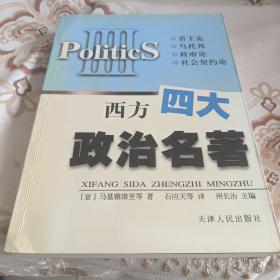 PoliticS
君主论
乌托邦
政府论
社会契约论
西方四大
政治名著
XIFANG SIDA ZHENGZHI MINGZHU
［意］马基雅维里等 著 石应天等 译 州长治 主编
天津人民出版社